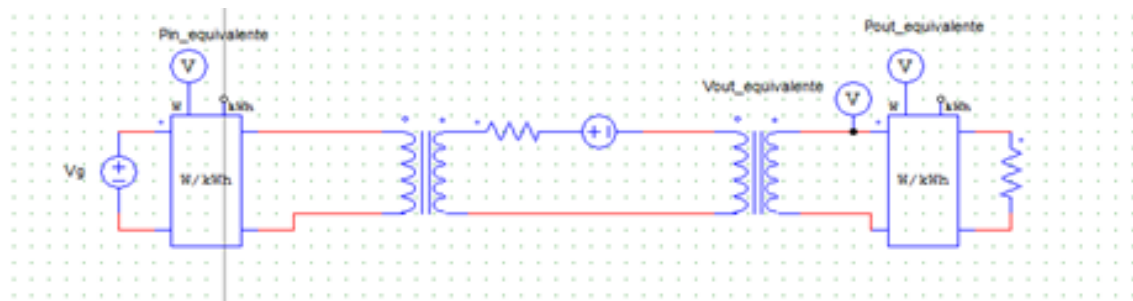 Pin_equivalente
Pout_equivalente
Vout_equivalente
V
V
V
W
kWh
W
kWh
Vg
W/kWh
W/kWh